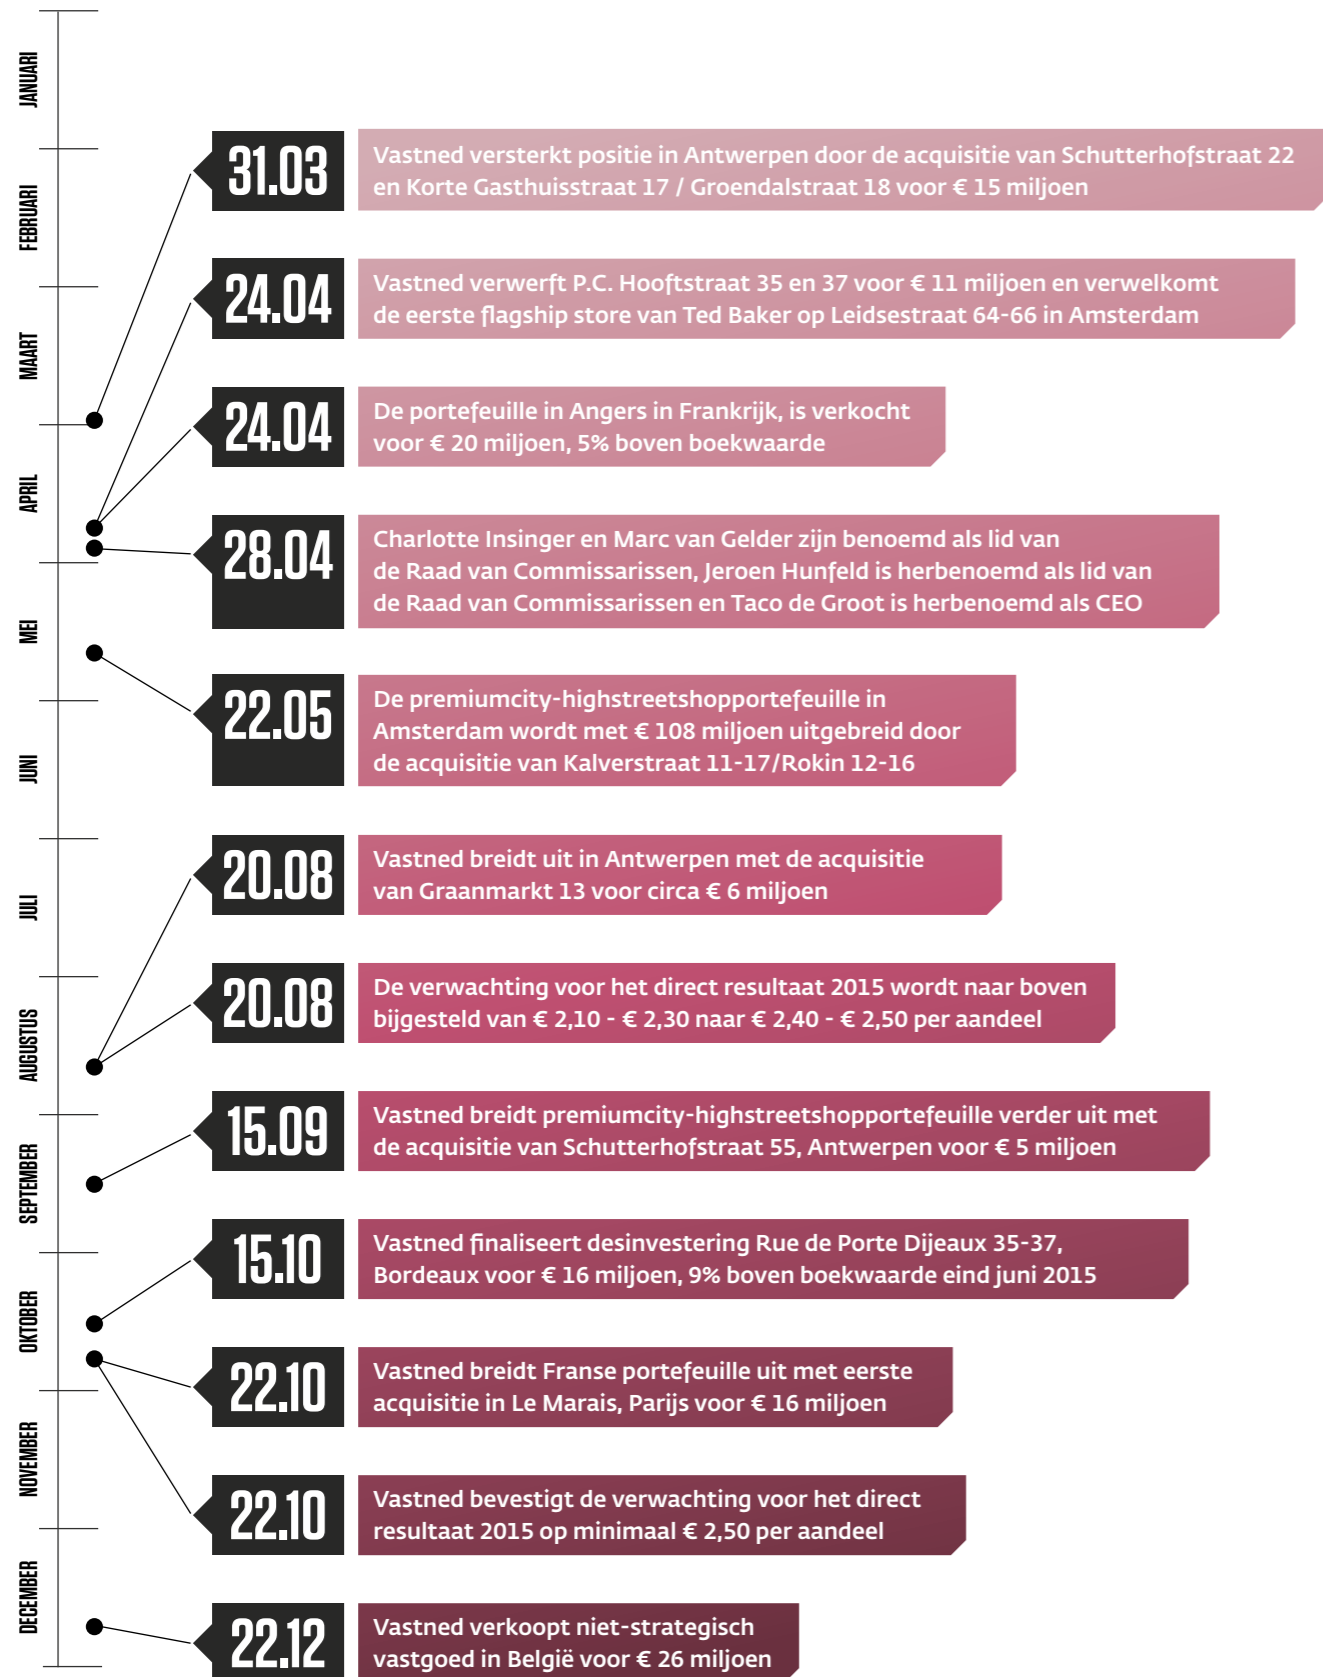 JANUARI
FEBRUARI
MAART
APRIL
MEI
JUNI
JULI
AUGUSTUS
SEPTEMBER
OKTOBER
NOVEMBER
DECEMBER
31.03
Vastned versterkt positie in Antwerpen door de acquisitie van Schutterhofstraat 22
en Korte Gasthuisstraat 17 / Groendalstraat 18 voor € 15 miljoen
24.04
Vastned verwerft P.C. Hooftstraat 35 en 37 voor € 11 miljoen en verwelkomt
de eerste flagship store van Ted Baker op Leidsestraat 64-66 in Amsterdam
24.04
De portefeuille in Angers in Frankrijk, is verkocht
voor € 20 miljoen, 5% boven boekwaarde
28.04
Charlotte Insinger en Marc van Gelder zijn benoemd als lid van
de Raad van Commissarissen, Jeroen Hunfeld is herbenoemd als lid van
de Raad van Commissarissen en Taco de Groot is herbenoemd als CEO
22.05
De premiumcity-highstreetshopportefeuille in
Amsterdam wordt met € 108 miljoen uitgebreid door
de acquisitie van Kalverstraat 11-17/Rokin 12-16
20.08
Vastned breidt uit in Antwerpen met de acquisitie
van Graanmarkt 13 voor circa € 6 miljoen
20.08
De verwachting voor het direct resultaat 2015 wordt naar boven
bijgesteld van € 2,10 - € 2,30 naar € 2,40 - € 2,50 per aandeel
15.09
Vastned breidt premiumcity-highstreetshopportefeuille verder uit met
de acquisitie van Schutterhofstraat 55, Antwerpen voor € 5 miljoen
15.10
Vastned finaliseert desinvestering Rue de Porte Dijeaux 35-37,
Bordeaux voor € 16 miljoen, 9% boven boekwaarde eind juni 2015
22.10
Vastned breidt Franse portefeuille uit met eerste
acquisitie in Le Marais, Parijs voor € 16 miljoen
22.10
Vastned bevestigt de verwachting voor het direct
resultaat 2015 op minimaal € 2,50 per aandeel
22.12
Vastned verkoopt niet-strategisch
vastgoed in België voor € 26 miljoen